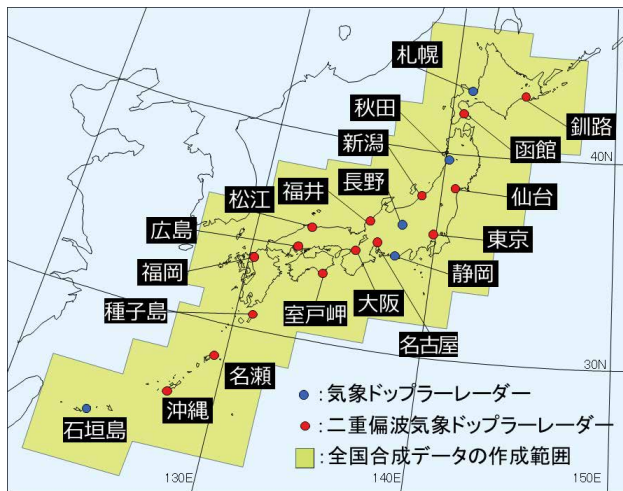 札幌
秋田
釧路
函館
新潟
40N
福井
長野
松江
仙台
広島
東京
福岡
静岡
種子島
室戸岬
大阪
名古屋
名瀬
30N
沖縄
石垣島
：気象ドップラーレーダー
：二重偏波気象ドップラーレーダー
：全国合成データの作成範囲
130E
140E
150E